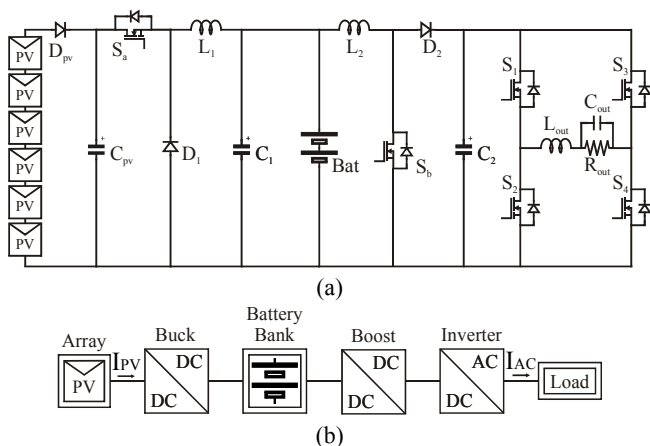 D_pv
S_a
L_1
L_2
D_2
S_1
S_3
PV
PV
PV
PV
PV
PV
+
C_pv
D_1
+
C_1
Bat
S_b
+
C_2
C_out
L_out
R_out
S_2
S_4
(a)
Array
Buck
Battery
Bank
Boost
Inverter
PV
I_PV
DC
DC
DC
DC
AC
DC
I_AC
Load
(b)